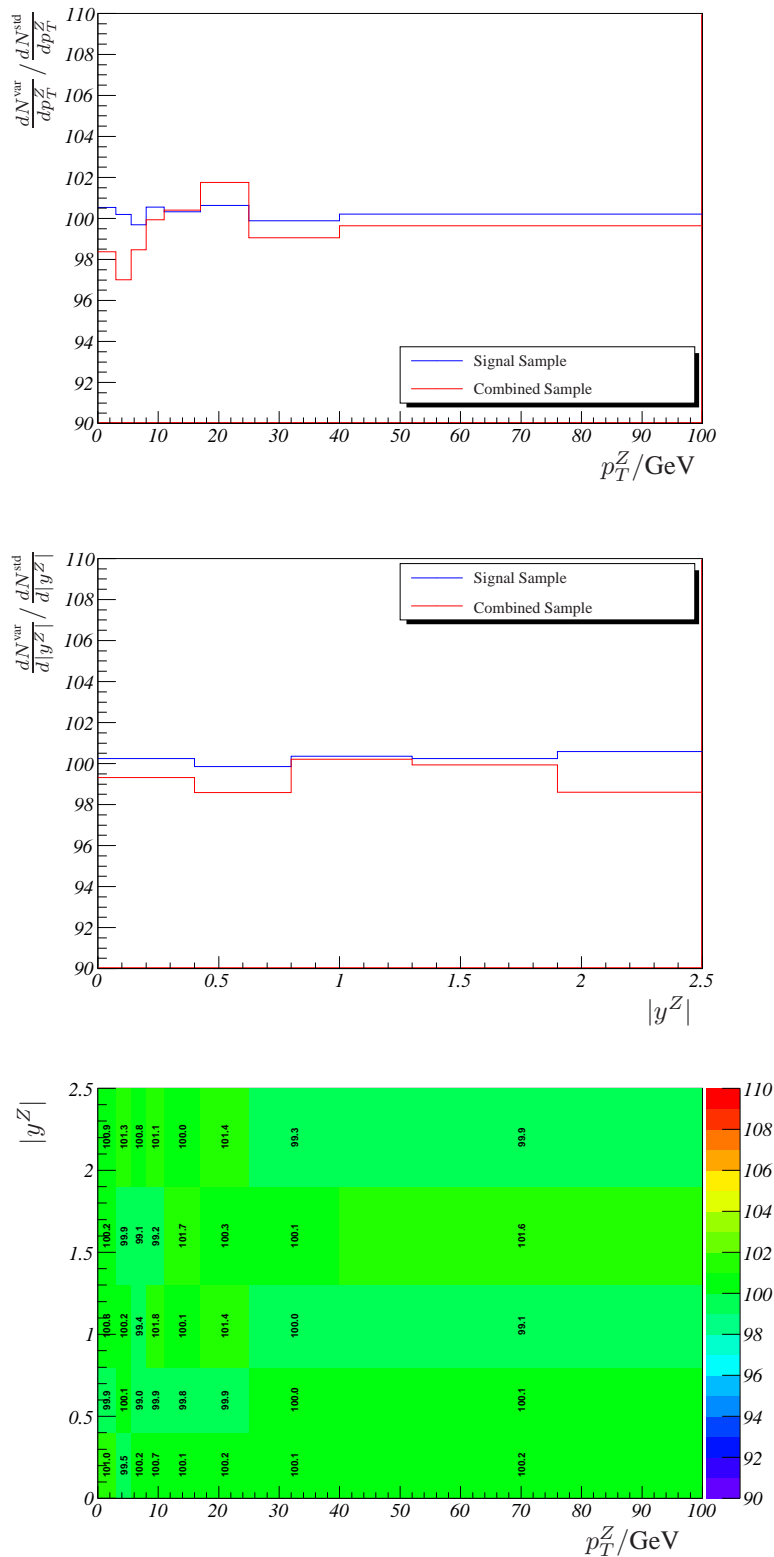 dN^var/dp_T^Z / dN^std/dp_T^Z
110
108
106
104
102
100
98
96
94
92
90
Signal Sample
Combined Sample
0 10 20 30 40 50 60 70 80 90 100
p_T^Z/GeV
dN^var/d|y^Z| / dN^std/d|y^Z|
110
108
106
104
102
100
98
96
94
92
90
Signal Sample
Combined Sample
0 0.5 1 1.5 2 2.5
|y^Z|
|y^Z|
2.5
2
1.5
1
0.5
0
100.9 101.3 100.8 101.1 100.0 101.4 99.3 99.9
100.2 99.9 99.1 99.2 101.7 100.3 100.1 101.6
100.8 100.2 99.4 101.8 100.1 101.4 100.0 99.1
99.9 100.1 99.0 99.9 99.8 99.9 100.0 100.1
101.0 99.5 100.2 100.7 100.1 100.2 100.1 100.2
110
108
106
104
102
100
98
96
94
92
90
0 10 20 30 40 50 60 70 80 90 100
p_T^Z/GeV